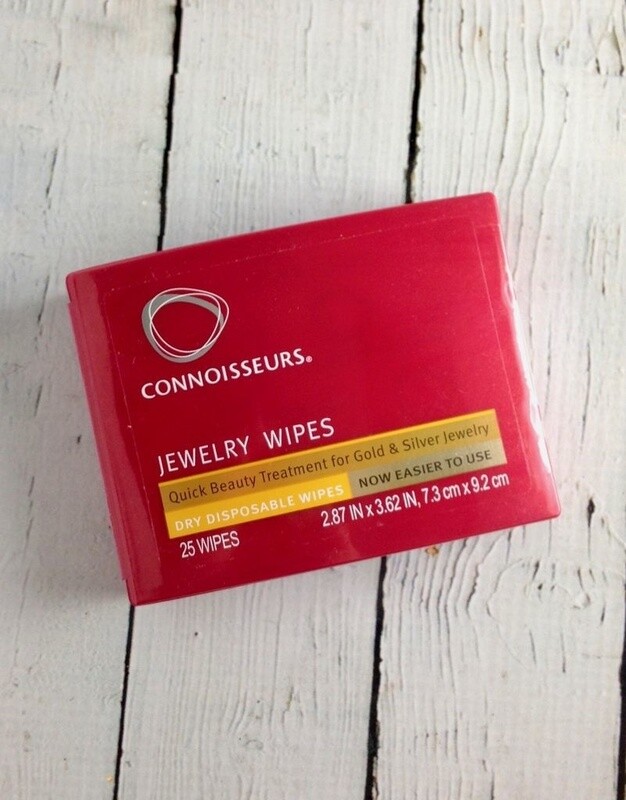 CONNOISSEURS®
JEWELRY WIPES
Quick Beauty Treatment for Gold & Silver Jewelry
DRY DISPOSABLE WIPES NOW EASIER TO USE
25 WIPES 2.87 IN x 3.62 IN, 7.3 cm x 9.2 cm